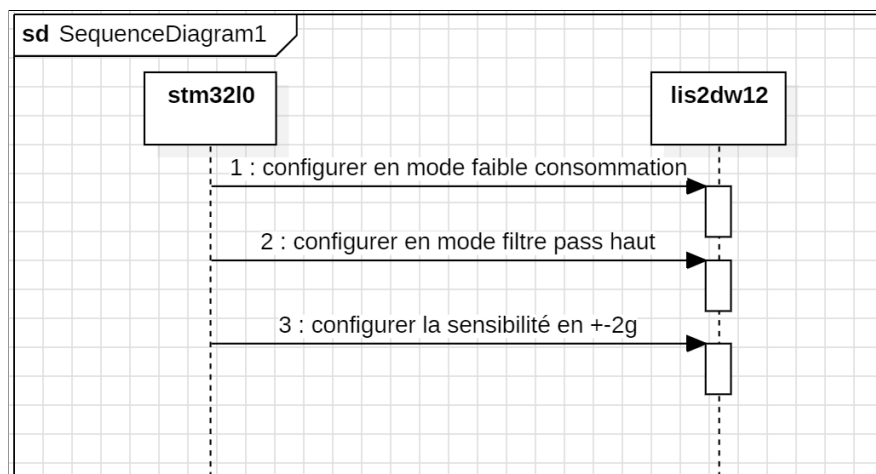 sd SequenceDiagram1
stm32l0
lis2dw12
1 : configurer en mode faible consommation
2 : configurer en mode filtre pass haut
3 : configurer la sensibilité en +-2g